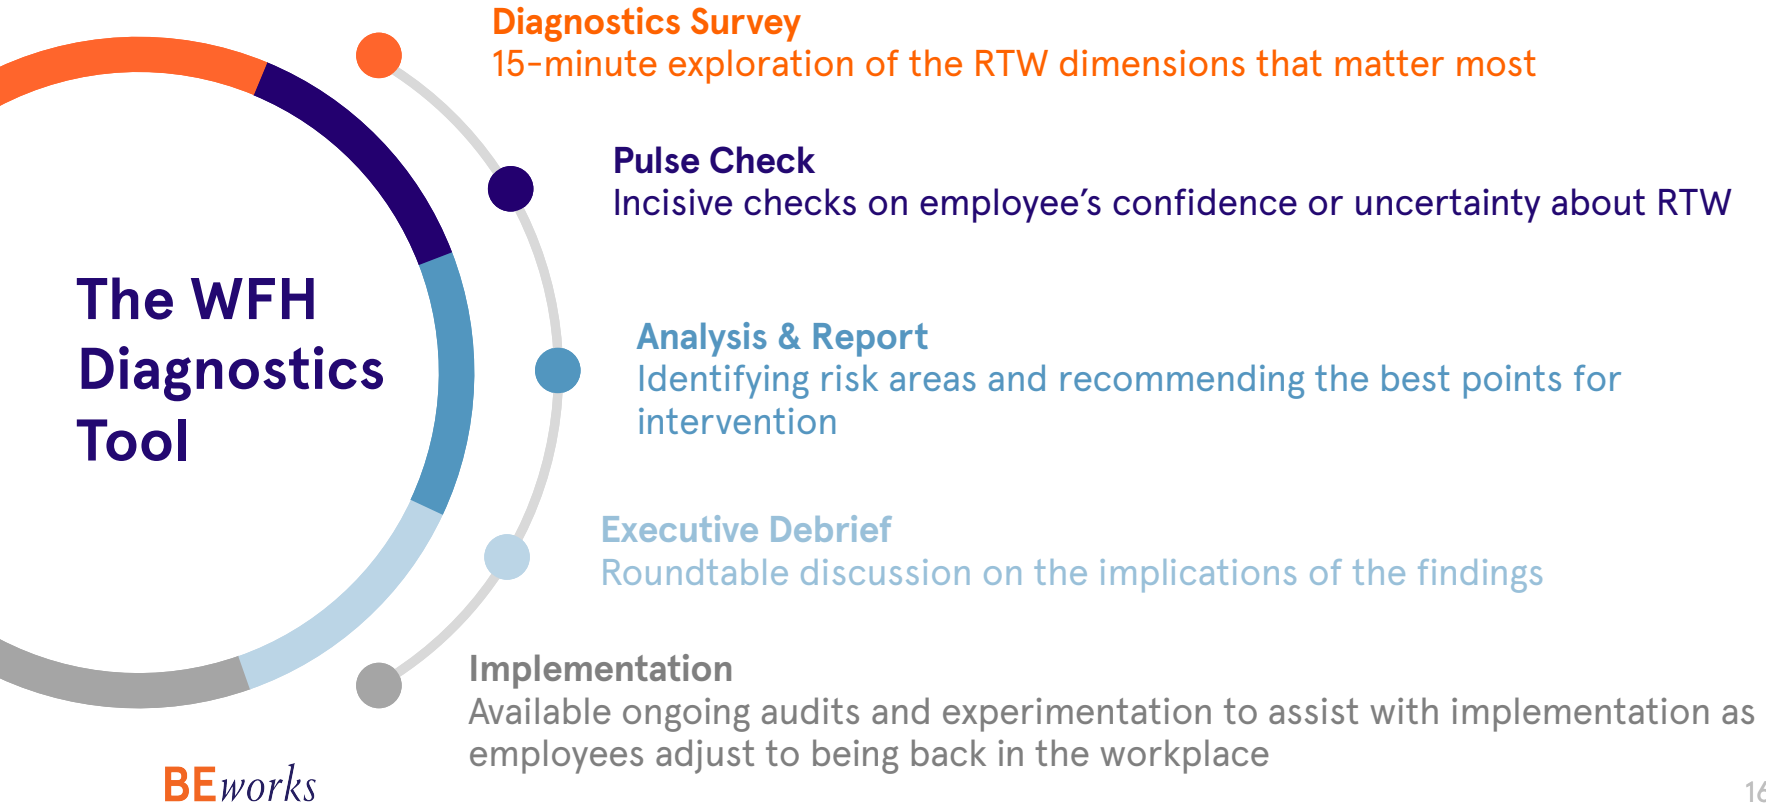 Diagnostics Survey
15-minute exploration of the RTW dimensions that matter most
Pulse Check
Incisive checks on employee’s confidence or uncertainty about RTW
The WFH
Diagnostics
Tool
Analysis & Report
Identifying risk areas and recommending the best points for
intervention
Executive Debrief
Roundtable discussion on the implications of the findings
Implementation
Available ongoing audits and experimentation to assist with implementation as
employees adjust to being back in the workplace
BEworks
16